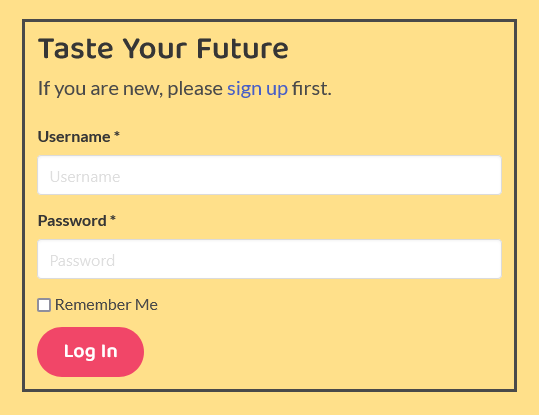 Taste Your Future
If you are new, please sign up first.
Username *
Username
Password *
Password
Remember Me
Log In